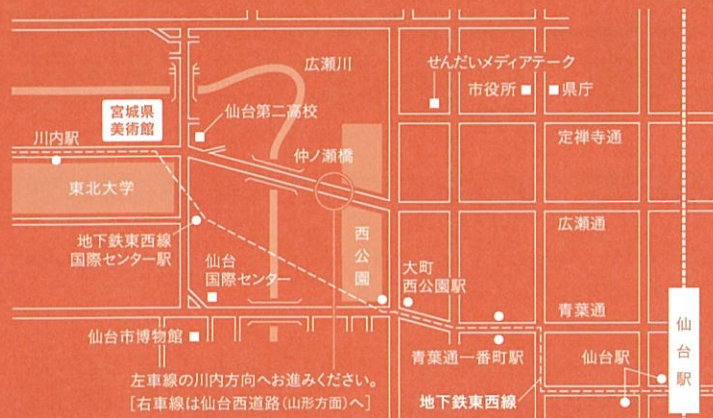 広瀬川
せんだいメディアテーク
市役所
県庁
宮城県
美術館
仙台第二高校
川内駅
定禅寺通
仲ノ瀬橋
東北大学
広瀬通
西公園
地下鉄東西線
国際センター駅
仙台
国際センター
大町
西公園駅
青葉通
仙台駅
仙台市博物館
青葉通一番町駅
仙台駅
左車線の川内方向へお進みください。
[右車線は仙台西道路(山形方面)へ]
地下鉄東西線